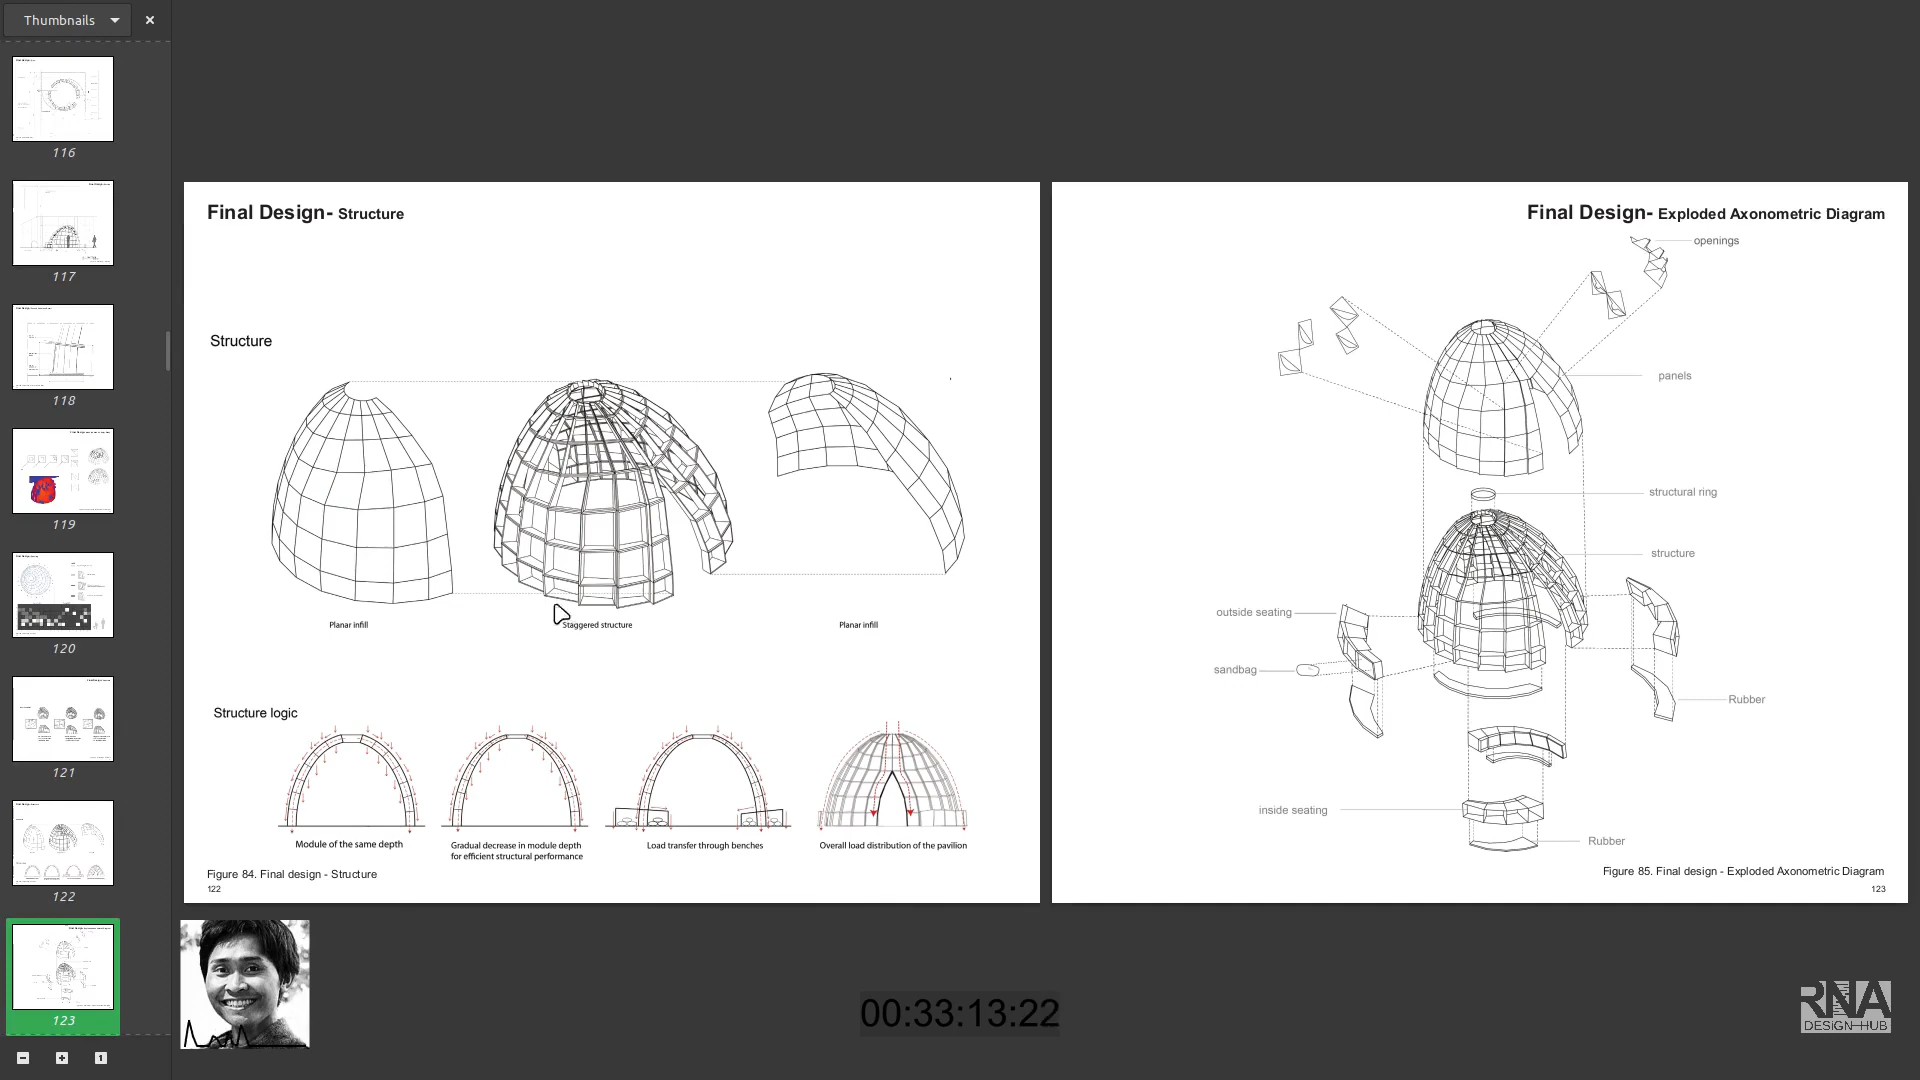 Thumbnails
116
117
118
119
120
121
122
123
Final Design- Structure
Structure
Planar infill
Staggered structure
Planar infill
Structure logic
Module of the same depth
Gradual decrease in module depth
for efficient structural performance
Load transfer through benches
Overall load distribution of the pavilion
Figure 84. Final design - Structure
122
Final Design- Exploded Axonometric Diagram
openings
panels
structural ring
structure
outside seating
sandbag
Rubber
inside seating
Rubber
Figure 85. Final design - Exploded Axonometric Diagram
123
00:33:13:22
RNA
DESIGN-HUB